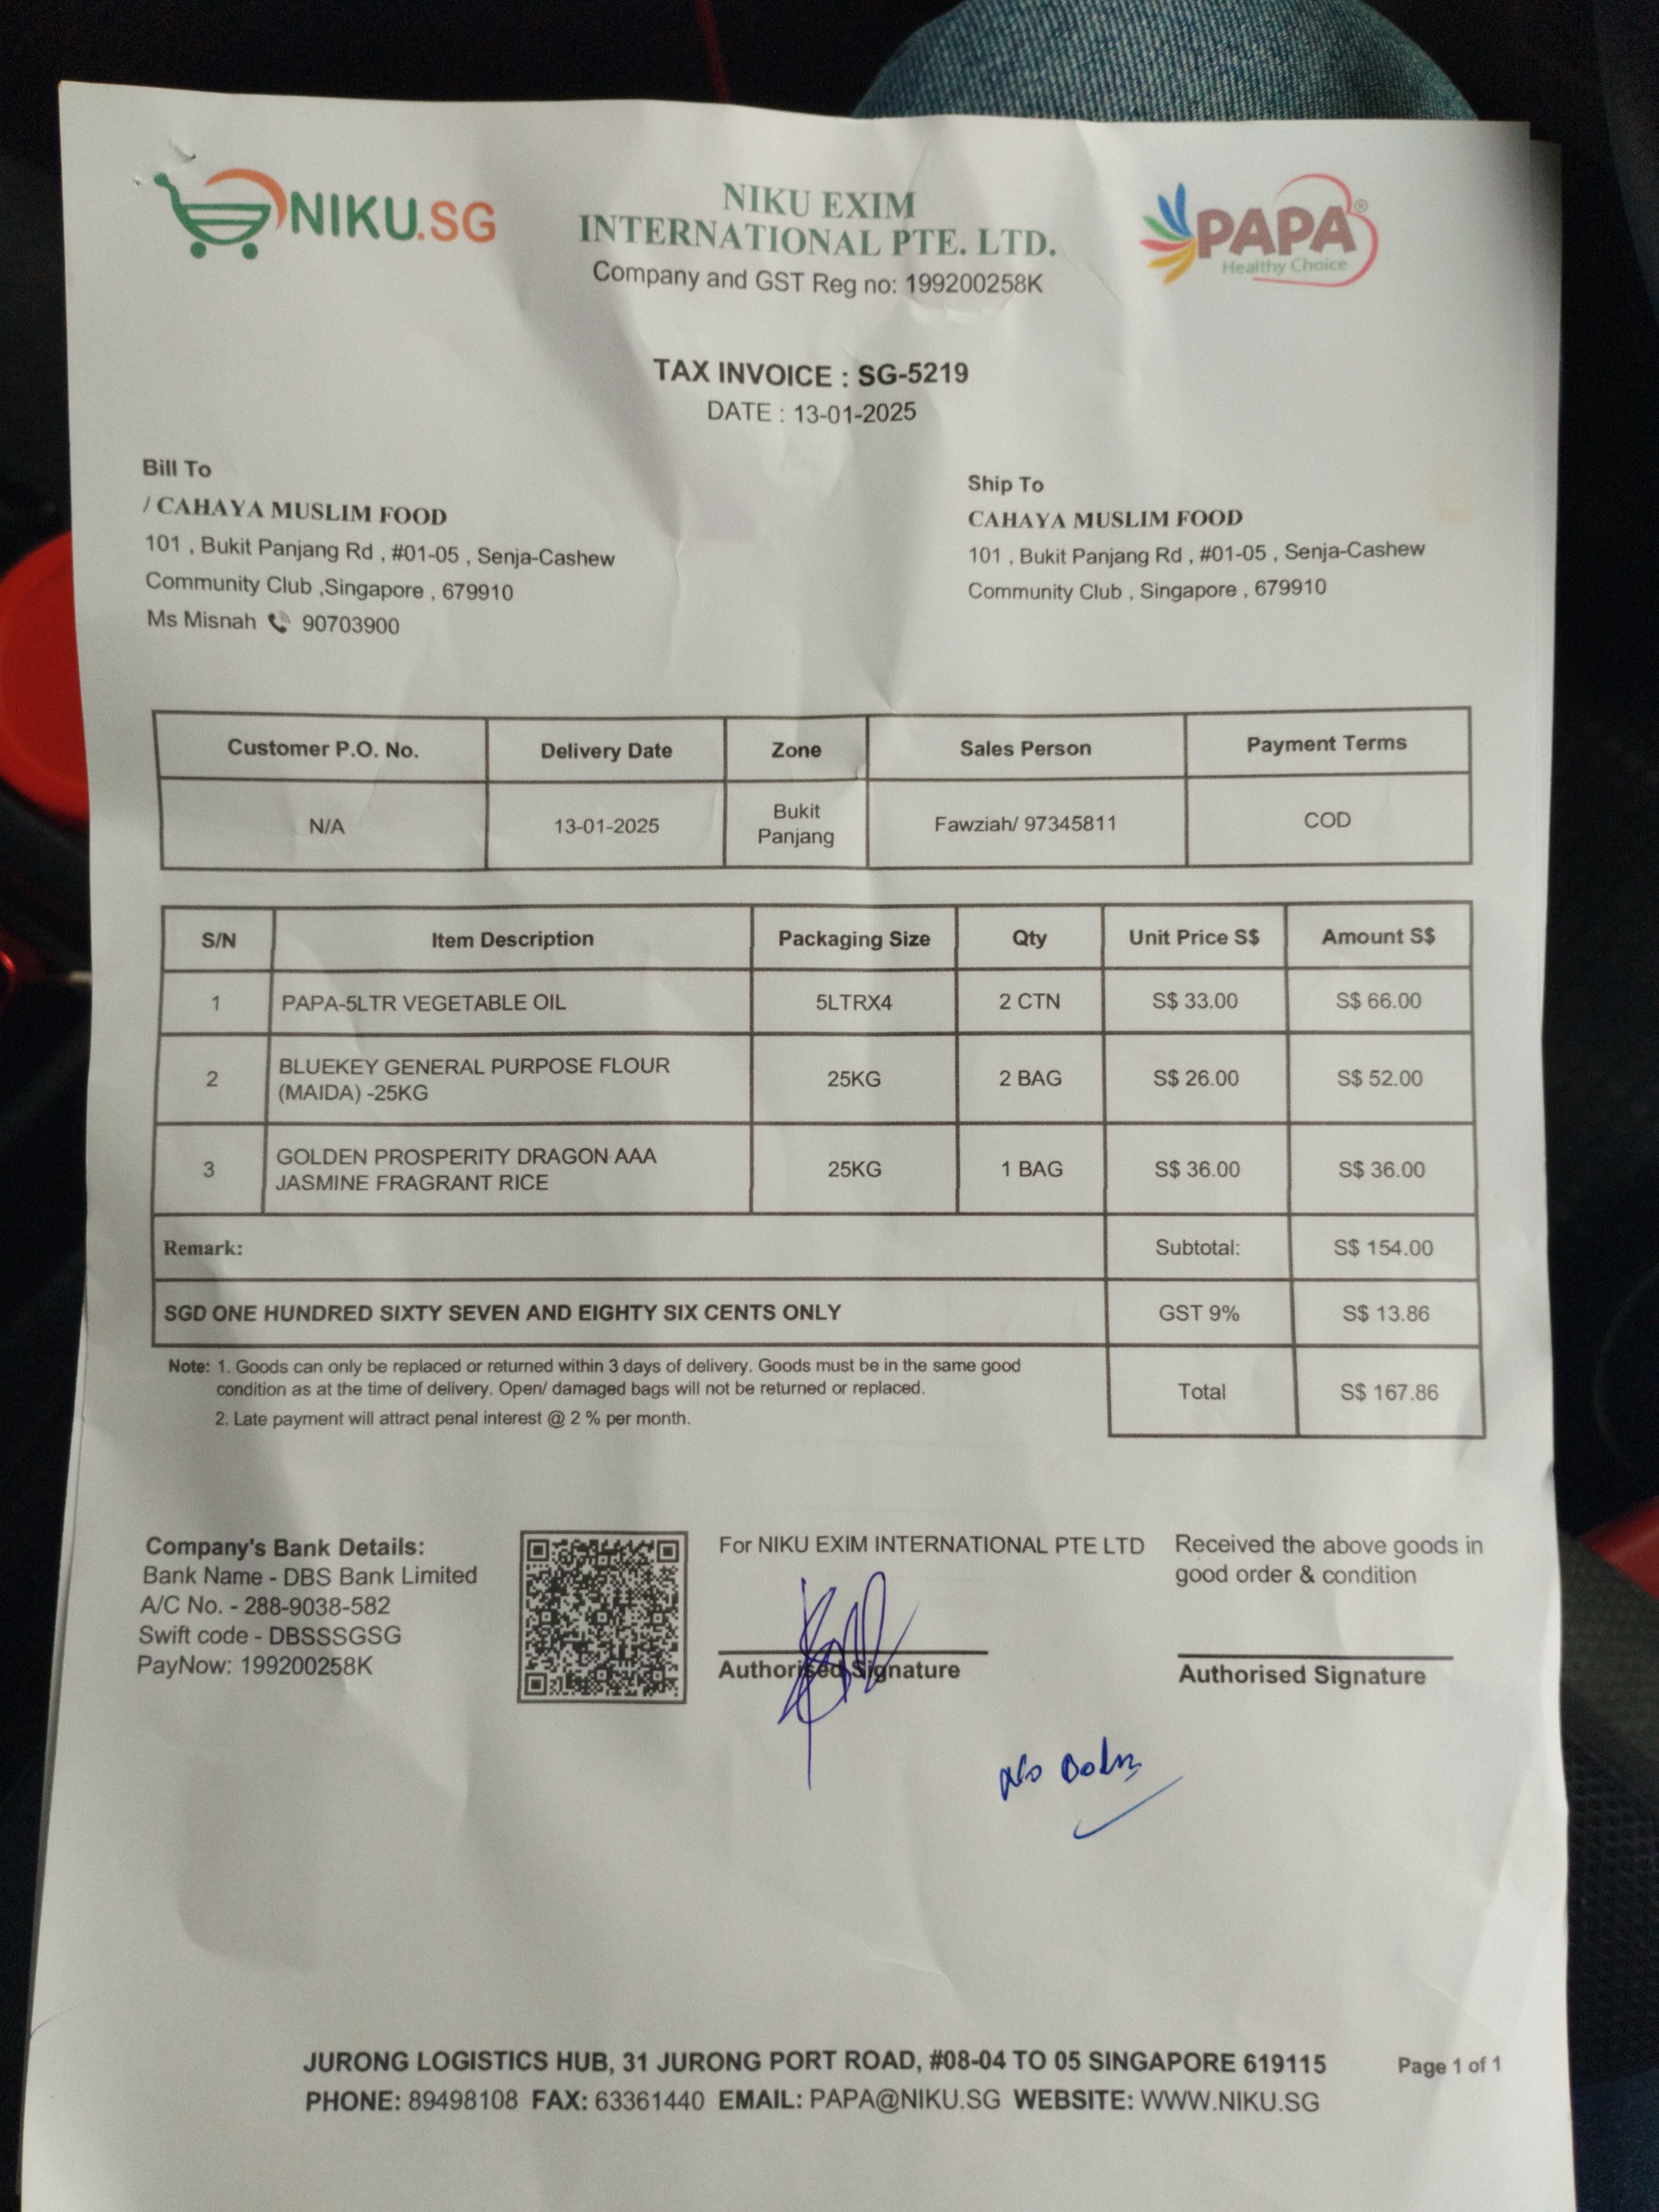 NIKU.SG
NIKU EXIM
INTERNATIONAL PTE. LTD.
Company and GST Reg no: 199200258K
PAPA®
Healthy Choice
TAX INVOICE : SG-5219
DATE : 13-01-2025
Bill To
/ CAHAYA MUSLIM FOOD
101 , Bukit Panjang Rd , #01-05 , Senja-Cashew
Community Club ,Singapore , 679910
Ms Misnah 90703900
Ship To
CAHAYA MUSLIM FOOD
101 , Bukit Panjang Rd , #01-05 , Senja-Cashew
Community Club , Singapore , 679910
Customer P.O. No. Delivery Date Zone Sales Person Payment Terms
N/A 13-01-2025 Bukit Panjang Fawziah/ 97345811 COD
S/N Item Description Packaging Size Qty Unit Price S$ Amount S$
1 PAPA-5LTR VEGETABLE OIL 5LTRX4 2 CTN S$ 33.00 S$ 66.00
2 BLUEKEY GENERAL PURPOSE FLOUR (MAIDA) -25KG 25KG 2 BAG S$ 26.00 S$ 52.00
3 GOLDEN PROSPERITY DRAGON AAA JASMINE FRAGRANT RICE 25KG 1 BAG S$ 36.00 S$ 36.00
Remark: Subtotal: S$ 154.00
SGD ONE HUNDRED SIXTY SEVEN AND EIGHTY SIX CENTS ONLY GST 9% S$ 13.86
Total S$ 167.86
Note: 1. Goods can only be replaced or returned within 3 days of delivery. Goods must be in the same good
condition as at the time of delivery. Open/ damaged bags will not be returned or replaced.
2. Late payment will attract penal interest @ 2 % per month.
Company's Bank Details:
Bank Name - DBS Bank Limited
A/C No. - 288-9038-582
Swift code - DBSSSGSG
PayNow: 199200258K
For NIKU EXIM INTERNATIONAL PTE LTD
Authorised Signature
Received the above goods in
good order & condition
Authorised Signature
No
JURONG LOGISTICS HUB, 31 JURONG PORT ROAD, #08-04 TO 05 SINGAPORE 619115
Page 1 of 1
PHONE: 89498108 FAX: 63361440 EMAIL: PAPA@NIKU.SG WEBSITE: WWW.NIKU.SG